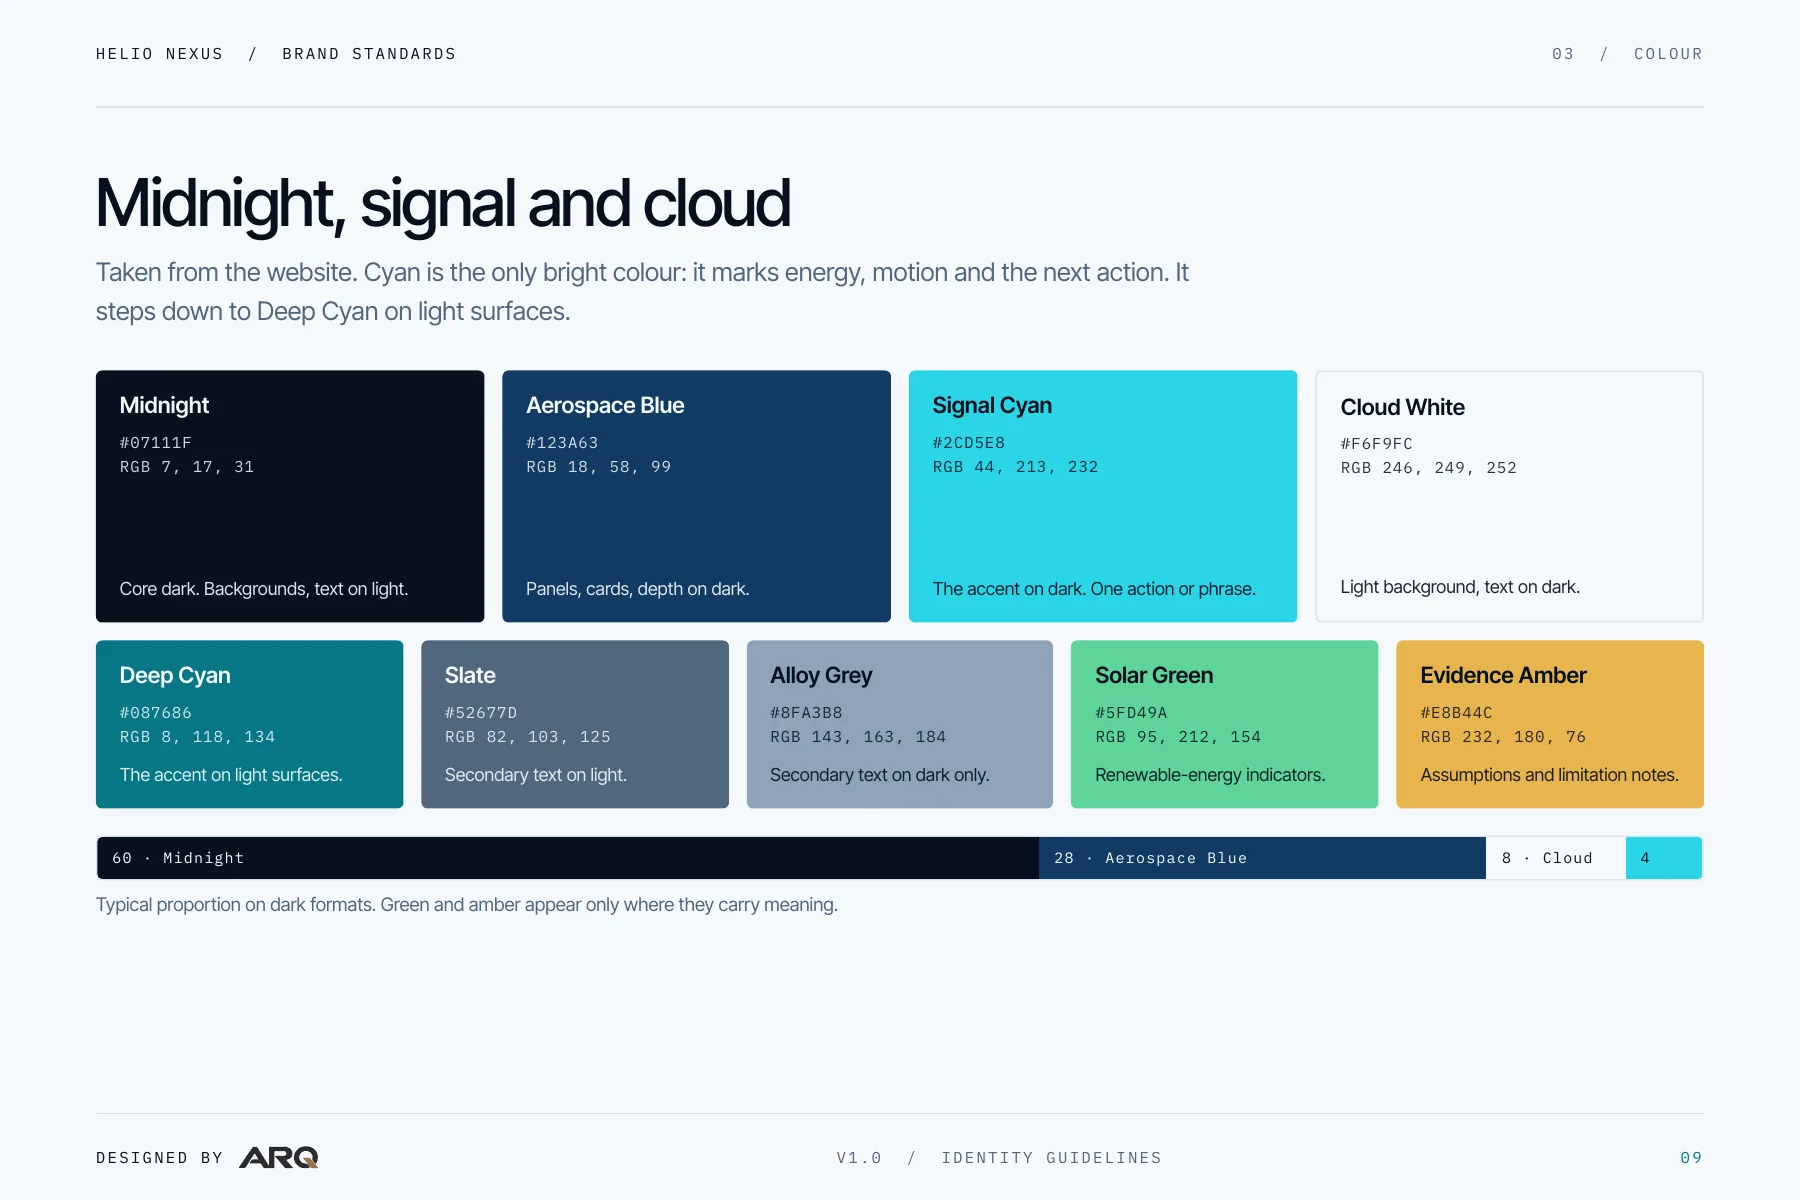 HELIO NEXUS / BRAND STANDARDS
03 / COLOUR
Midnight, signal and cloud
Taken from the website. Cyan is the only bright colour: it marks energy, motion and the next action. It
steps down to Deep Cyan on light surfaces.
Midnight
#07111F
RGB 7, 17, 31
Core dark. Backgrounds, text on light.
Aerospace Blue
#123A63
RGB 18, 58, 99
Panels, cards, depth on dark.
Signal Cyan
#2CD5E8
RGB 44, 213, 232
The accent on dark. One action or phrase.
Cloud White
#F6F9FC
RGB 246, 249, 252
Light background, text on dark.
Deep Cyan
#087686
RGB 8, 118, 134
The accent on light surfaces.
Slate
#52677D
RGB 82, 103, 125
Secondary text on light.
Alloy Grey
#8FA3B8
RGB 143, 163, 184
Secondary text on dark only.
Solar Green
#5FD49A
RGB 95, 212, 154
Renewable-energy indicators.
Evidence Amber
#E8B44C
RGB 232, 180, 76
Assumptions and limitation notes.
60 · Midnight
28 · Aerospace Blue
8 · Cloud
4
Typical proportion on dark formats. Green and amber appear only where they carry meaning.
DESIGNED BY ARQ
V1.0 / IDENTITY GUIDELINES
09